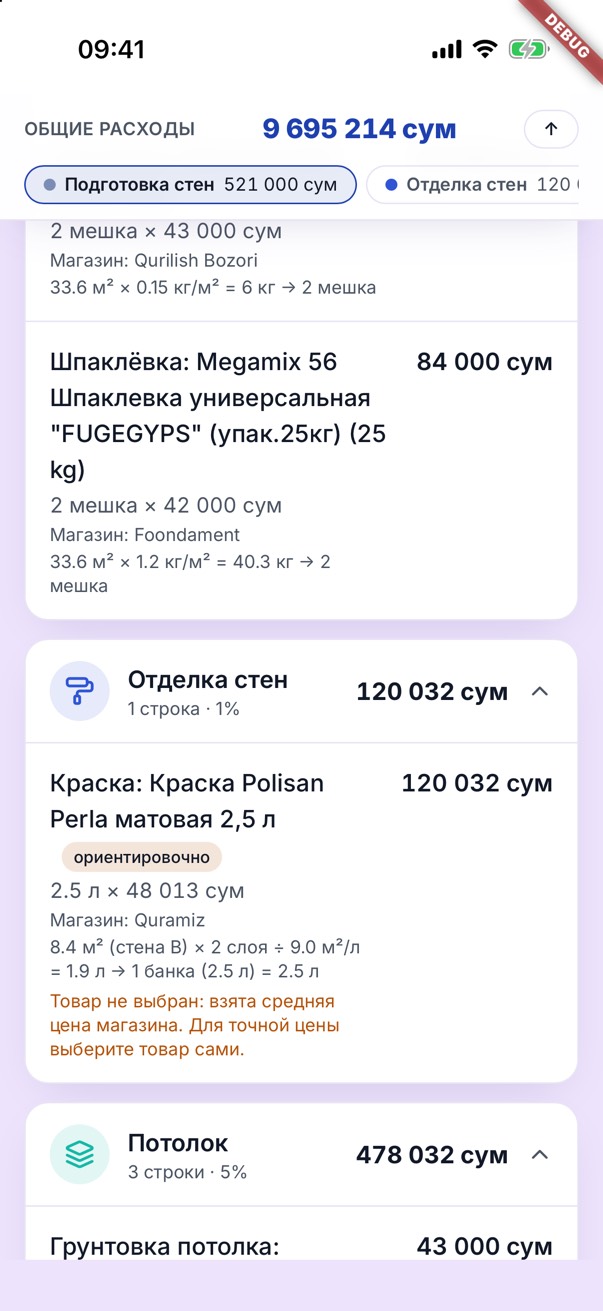 09:41
DEBUG
ОБЩИЕ РАСХОДЫ 9 695 214 сум
Подготовка стен 521 000 сум Отделка стен 120
2 мешка × 43 000 сум
Магазин: Qurilish Bozori
33.6 м² × 0.15 кг/м² = 6 кг → 2 мешка
Шпаклёвка: Megamix 56 84 000 сум
Шпаклевка универсальная
"FUGEGYPS" (упак.25кг) (25
kg)
2 мешка × 42 000 сум
Магазин: Foondament
33.6 м² × 1.2 кг/м² = 40.3 кг → 2
мешка
Отделка стен 120 032 сум
1 строка · 1%
Краска: Краска Polisan 120 032 сум
Perla матовая 2,5 л
ориентировочно
2.5 л × 48 013 сум
Магазин: Quramiz
8.4 м² (стена B) × 2 слоя ÷ 9.0 м²/л
= 1.9 л → 1 банка (2.5 л) = 2.5 л
Товар не выбран: взята средняя
цена магазина. Для точной цены
выберите товар сами.
Потолок 478 032 сум
3 строки · 5%
Грунтовка потолка: 43 000 сум